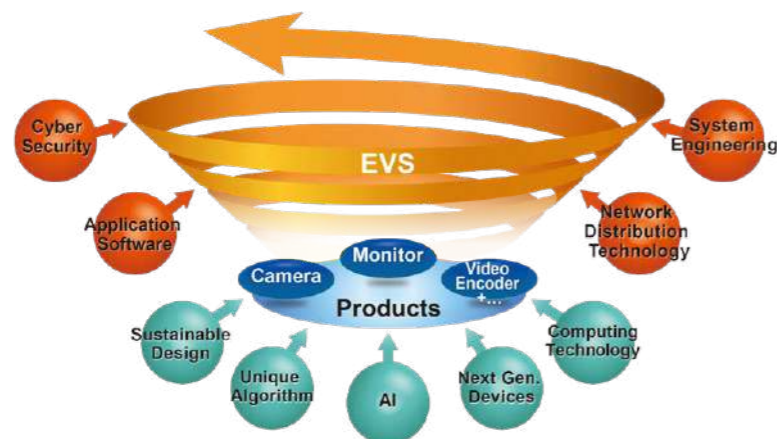 Cyber
Security
System
Engineering
EVS
Application
Software
Network
Distribution
Technology
Monitor
Camera
Video
Encoder
+...
Products
Sustainable
Design
Computing
Technology
Unique
Algorithm
AI
Next Gen.
Devices